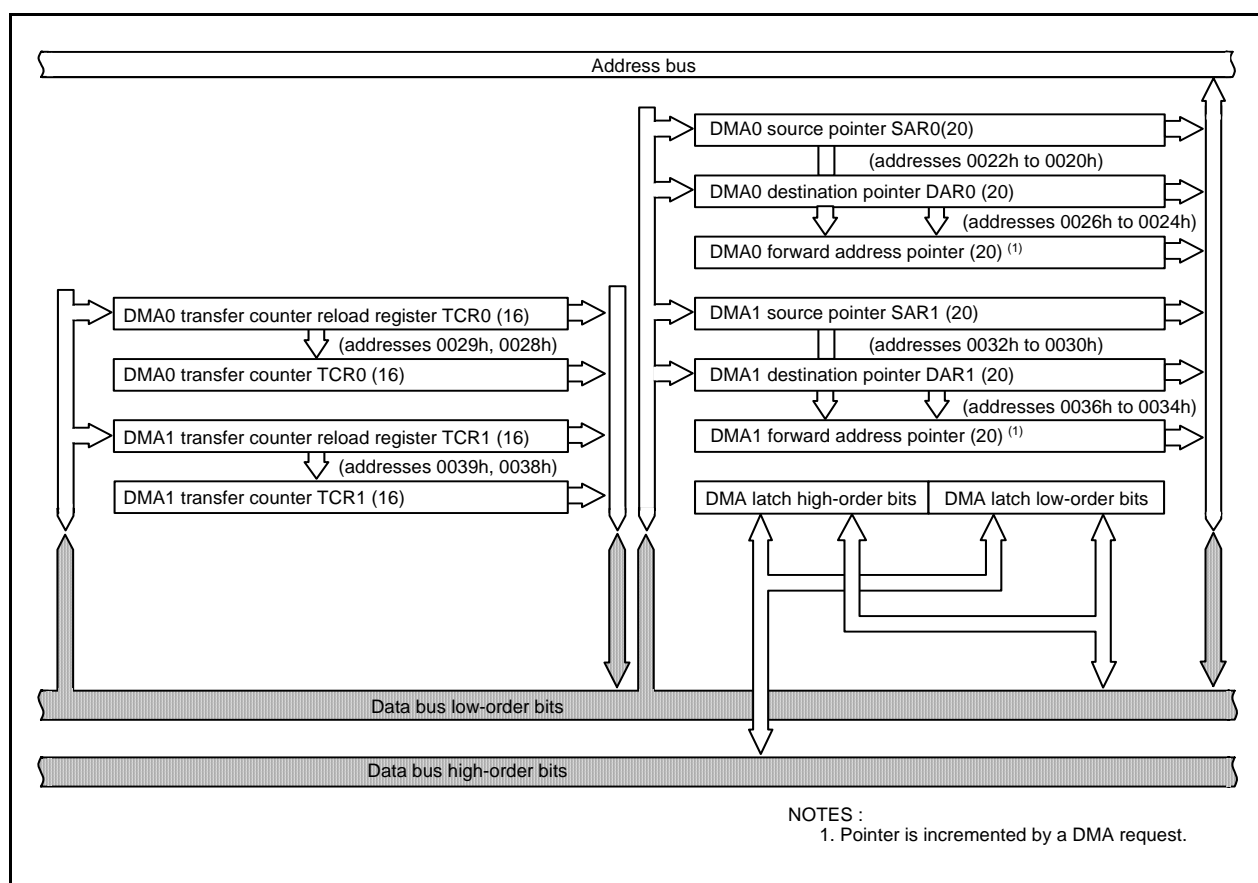 Address bus
DMA0 source pointer SAR0(20)
(addresses 0022h to 0020h)
DMA0 destination pointer DAR0 (20)
(addresses 0026h to 0024h)
DMA0 forward address pointer (20) (1)
DMA0 transfer counter reload register TCR0 (16)
(addresses 0029h, 0028h)
DMA0 transfer counter TCR0 (16)
DMA1 transfer counter reload register TCR1 (16)
(addresses 0039h, 0038h)
DMA1 transfer counter TCR1 (16)
DMA1 source pointer SAR1 (20)
(addresses 0032h to 0030h)
DMA1 destination pointer DAR1 (20)
(addresses 0036h to 0034h)
DMA1 forward address pointer (20) (1)
DMA latch high-order bits
DMA latch low-order bits
Data bus low-order bits
Data bus high-order bits
NOTES :
1. Pointer is incremented by a DMA request.